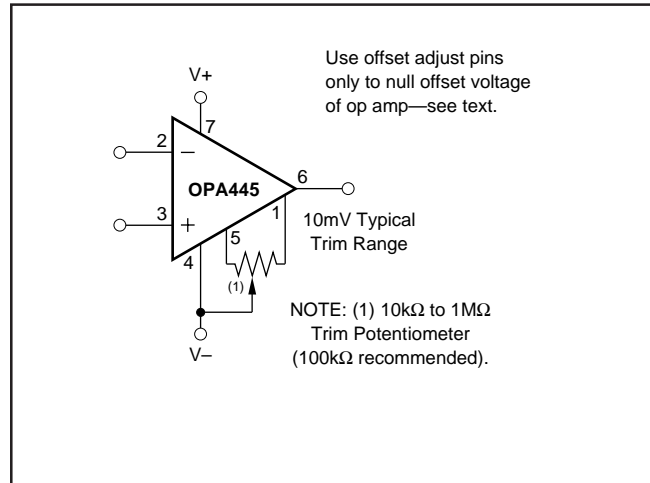 Use offset adjust pins
only to null offset voltage
of op amp—see text.
V+
7
2
−
OPA445
6
3
+
1
5
4
10mV Typical
Trim Range
(1)
V–
NOTE: (1) 10kΩ to 1MΩ
Trim Potentiometer
(100kΩ recommended).